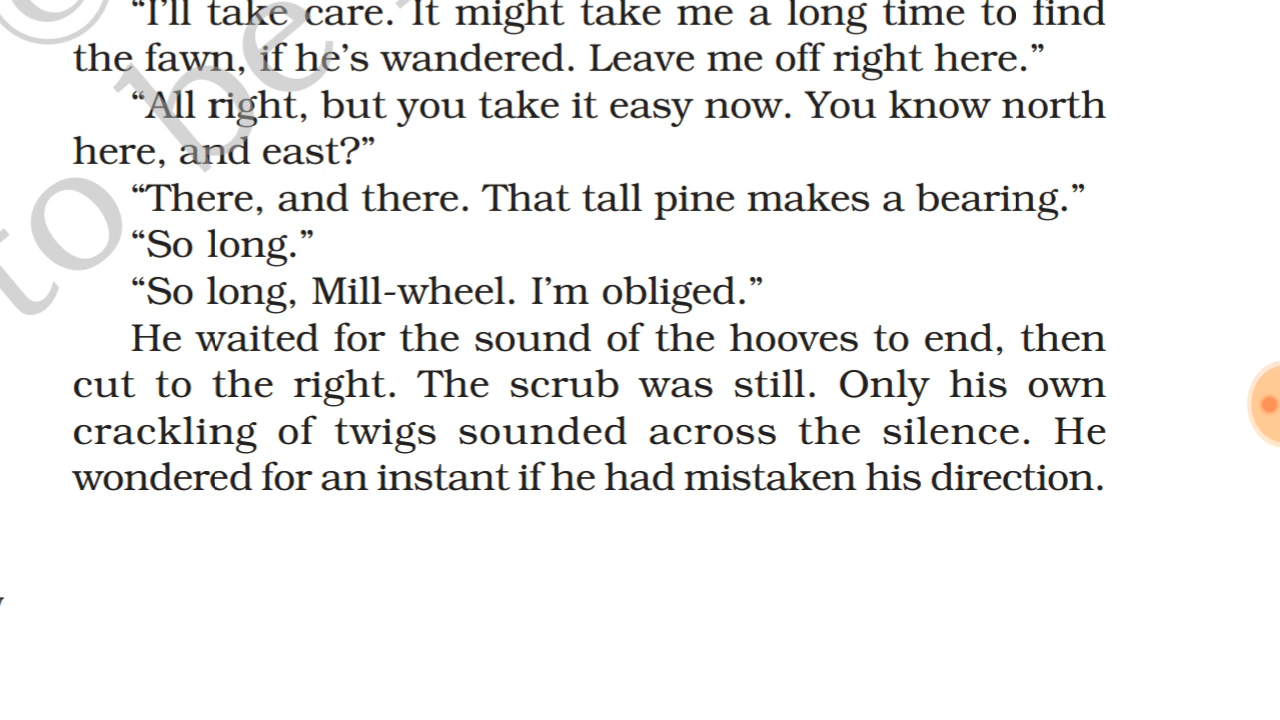 “I’ll take care. It might take me a long time to find
the fawn, if he’s wandered. Leave me off right here.”
“All right, but you take it easy now. You know north
here, and east?”
“There, and there. That tall pine makes a bearing.”
“So long.”
“So long, Mill-wheel. I’m obliged.”
He waited for the sound of the hooves to end, then
cut to the right. The scrub was still. Only his own
crackling of twigs sounded across the silence. He
wondered for an instant if he had mistaken his direction.
©
to be